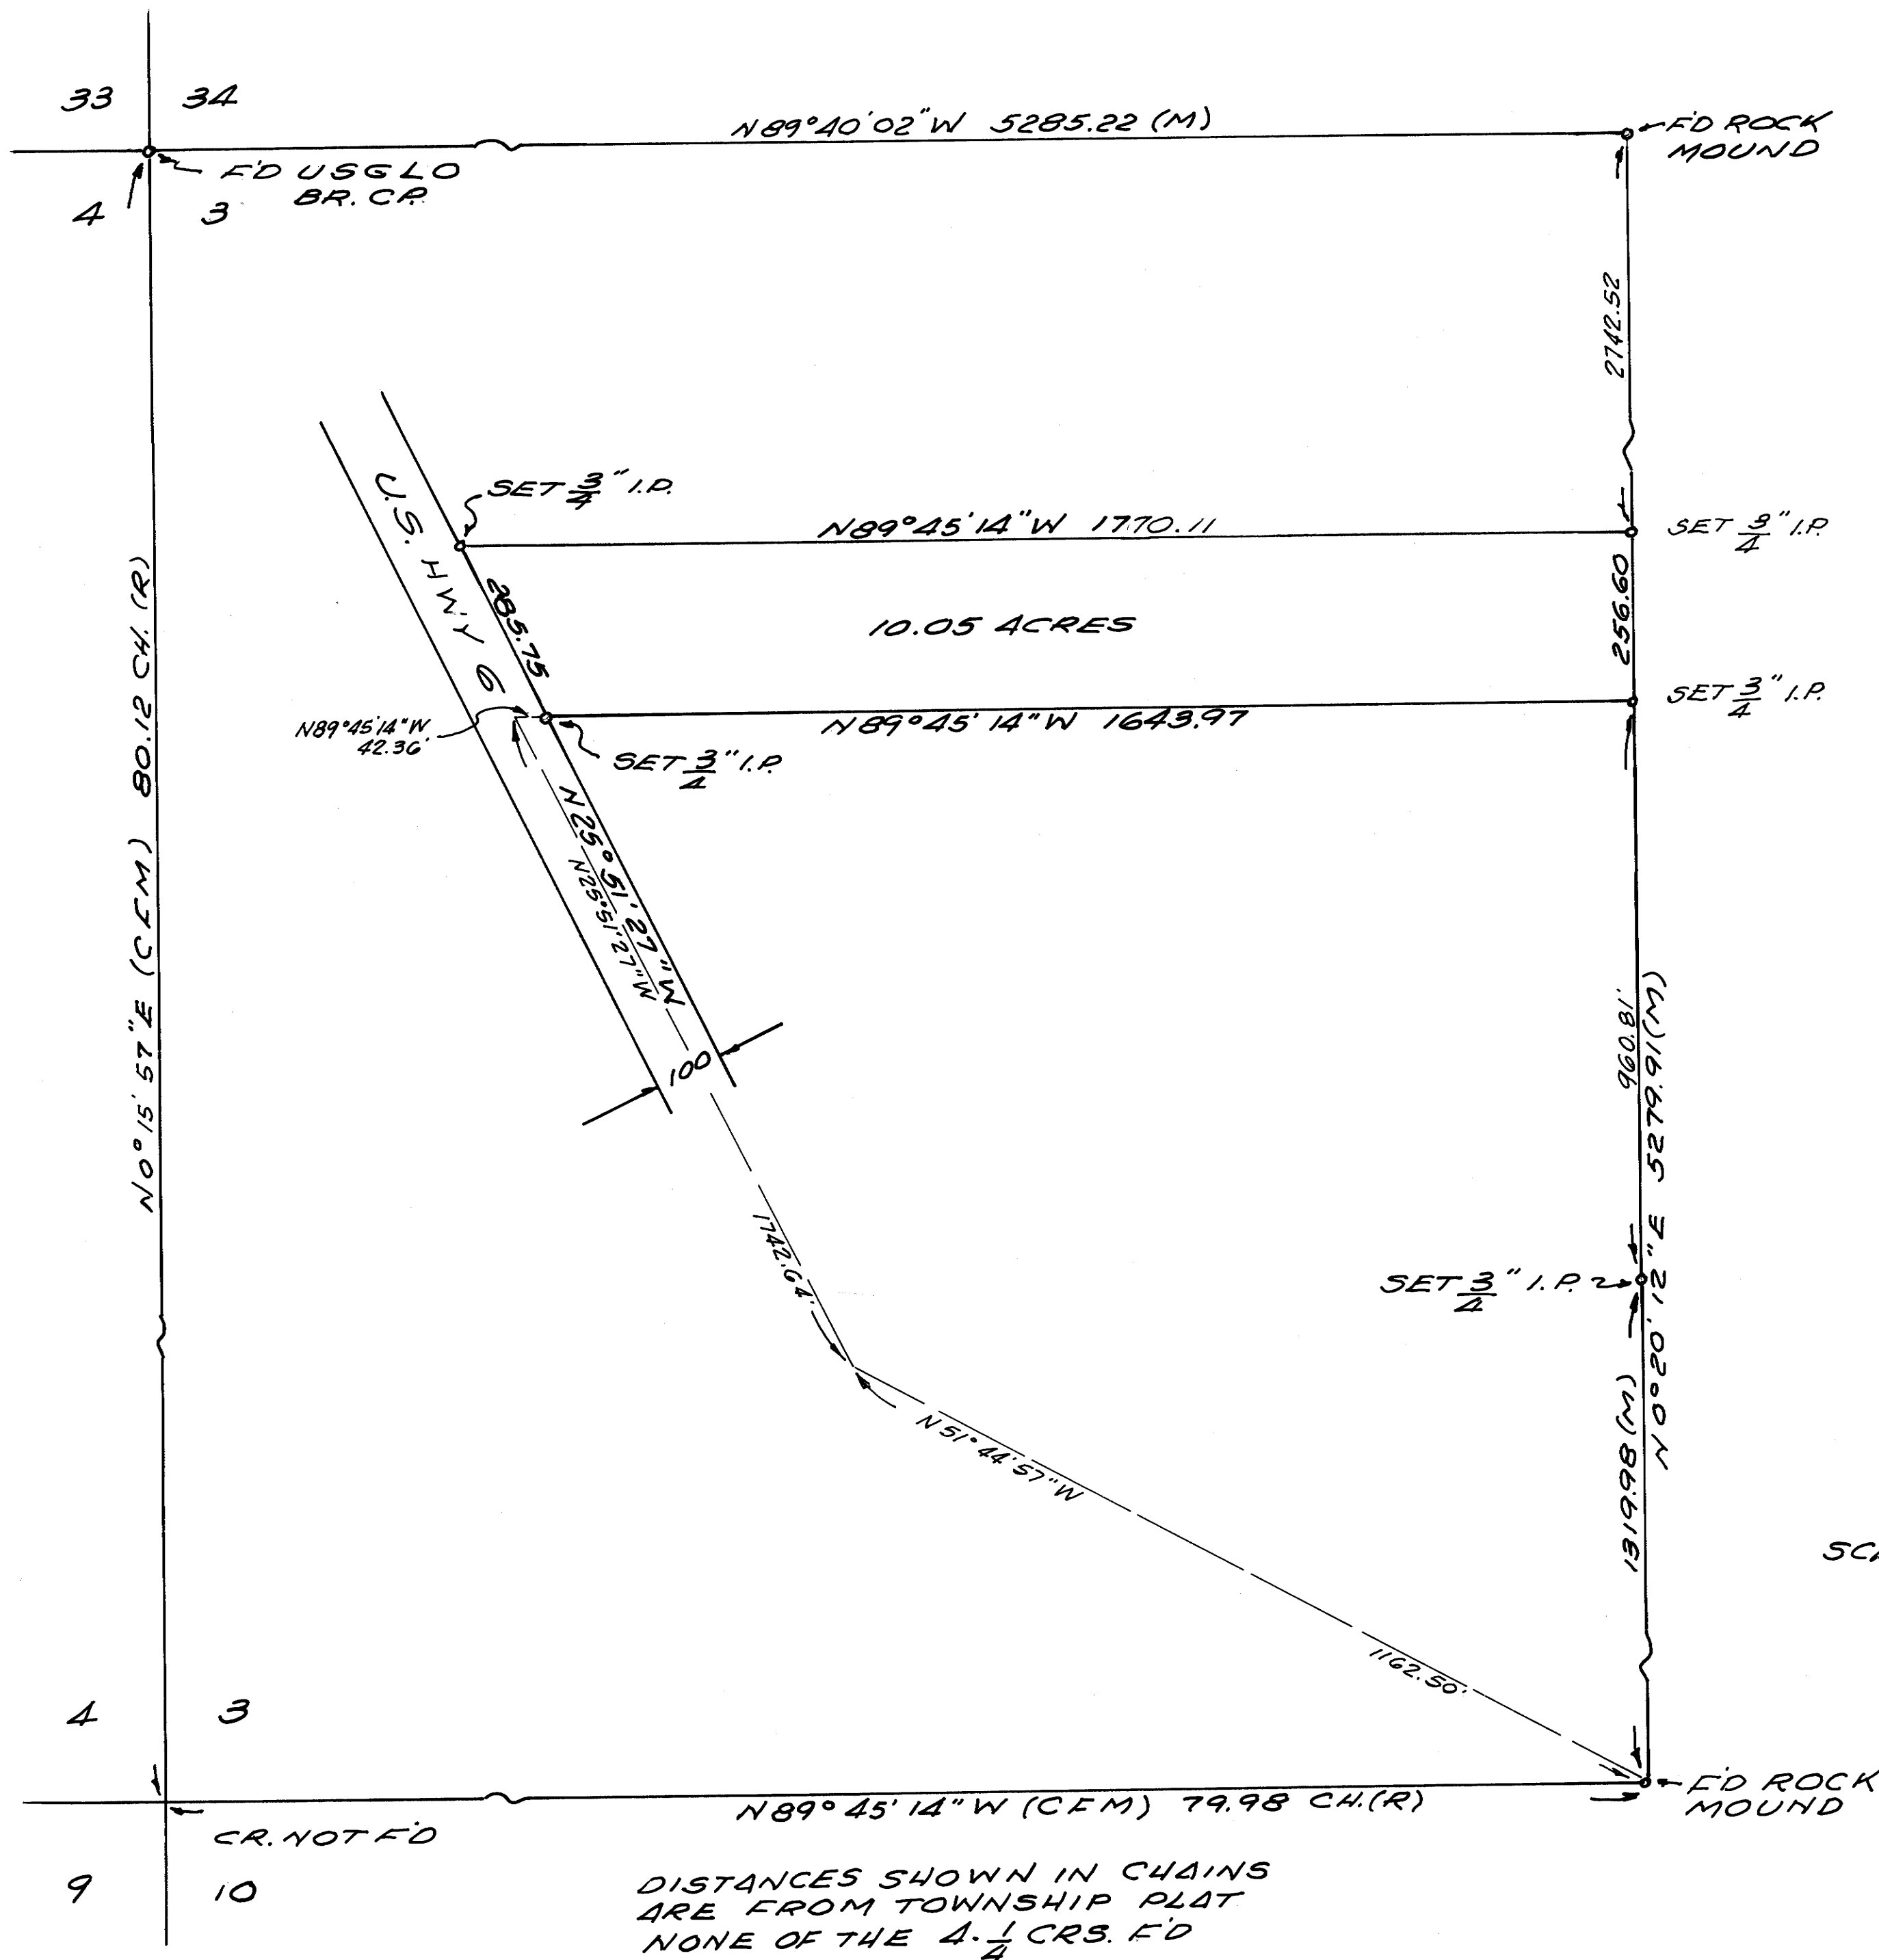 33 34
N89°40'02"W 5285.22 (M)
F'D ROCK
MOUND
F'D USGLO
BR. CP.
4 3
2742.52
SET 3/4" I.P.
N89°45'14"W 1770.11
SET 3/4" I.P.
U.S. HW'Y 6
285.75
10.05 ACRES
256.60
N0°15'57"E (CFM) 80.12 CH. (R)
SET 3/4" I.P.
N89°45'14"W
42.36'
N89°45'14"W 1643.97
SET 3/4" I.P.
N25°51'27"W
N25°51'27"W
100
960.81'
N0°20'12"E 5279.91(M)
1742.64'
SET 3/4" I.P.
N51°44'57"W
1319.98(M)
1162.50'
4 3
F'D ROCK
MOUND
N89°45'14"W (CFM) 79.98 CH.(R)
CR. NOT F'D
9 10
DISTANCES SHOWN IN CHAINS
ARE FROM TOWNSHIP PLAT
NONE OF THE 4-1/4 CRS. F'D